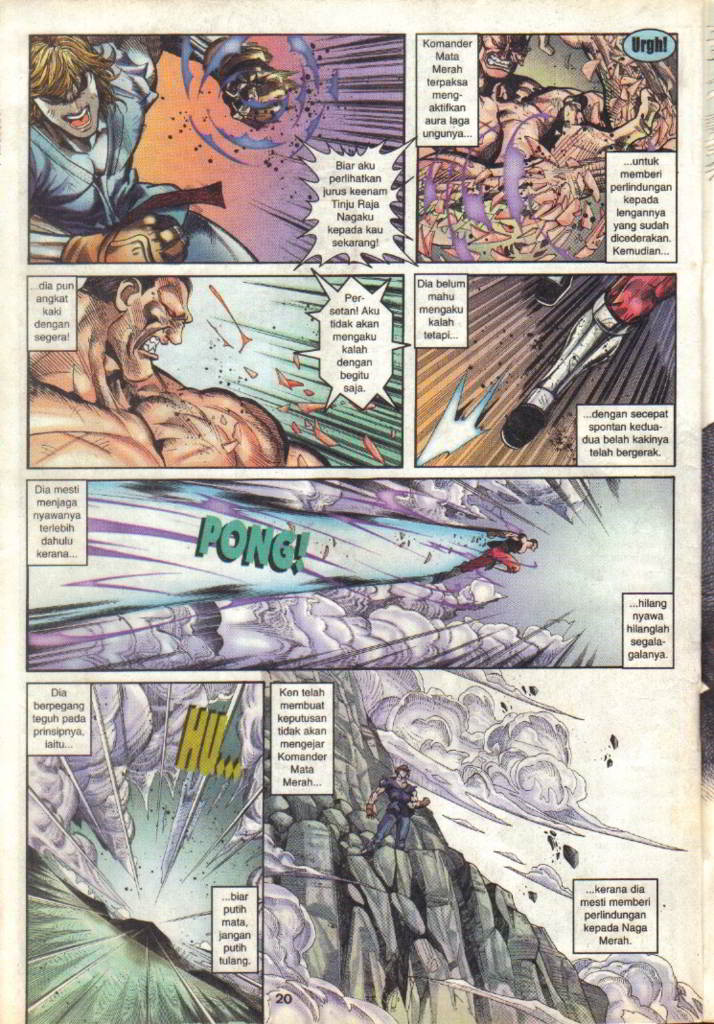 Biar aku
perlihatkan
jurus keenam
Tinju Raja
Nagaku
kepada kau
sekarang!
Komander
Mata
Merah
terpaksa
meng-
aktifkan
aura laga
ungunya...
Urgh!
...untuk
memberi
perlindungan
kepada
lengannya
yang sudah
dicederakan.
Kemudian...
...dia pun
angkat
kaki
dengan
segera!
Per-
setan! Aku
tidak akan
mengaku
kalah
dengan
begitu
saja.
Dia belum
mahu
mengaku
kalah
tetapi...
...dengan secepat
spontan kedua-
dua belah kakinya
telah bergerak.
Dia mesti
menjaga
nyawanya
terlebih
dahulu
kerana...
PONG!
...hilang
nyawa
hilanglah
segala-
galanya.
Dia
berpegang
teguh pada
prinsipnya,
iaitu...
HU...
...biar
putih
mata,
jangan
putih
tulang.
Ken telah
membuat
keputusan
tidak akan
mengejar
Komander
Mata
Merah...
...kerana dia
mesti memberi
perlindungan
kepada Naga
Merah.
20